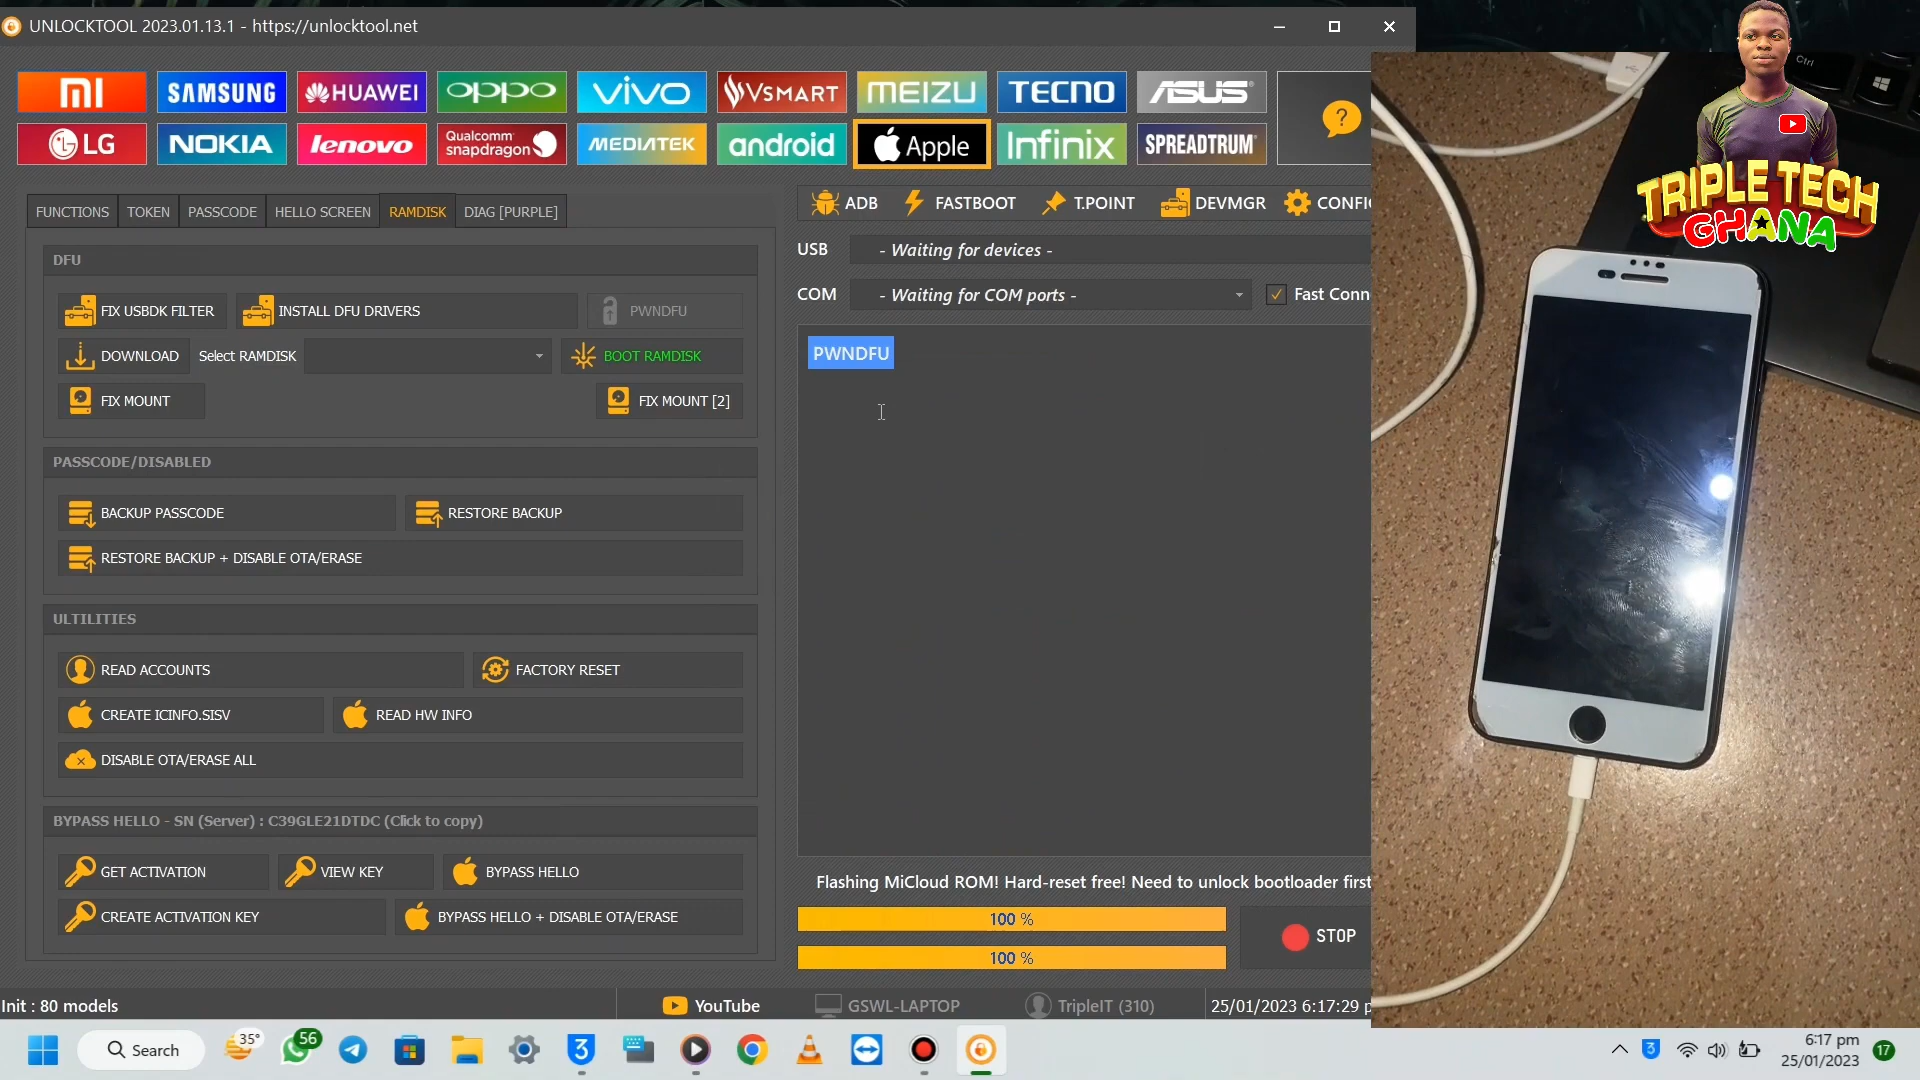 UNLOCKTOOL 2023.01.13.1 - https://unlocktool.net
mi SAMSUNG HUAWEI oppo vivo VSMART MEIZU TECNO ASUS ?
LG NOKIA lenovo Qualcomm snapdragon MEDIATEK android Apple Infinix SPREADTRUM
Ctrl
TRIPLE TECH
GHANA
FUNCTIONS TOKEN PASSCODE HELLO SCREEN RAMDISK DIAG [PURPLE]
ADB FASTBOOT T.POINT DEVMGR CONFIG
DFU
USB - Waiting for devices -
COM - Waiting for COM ports - Fast Conn
FIX USBDK FILTER INSTALL DFU DRIVERS PWNDFU
DOWNLOAD Select RAMDISK BOOT RAMDISK
PWNDFU
FIX MOUNT FIX MOUNT [2]
PASSCODE/DISABLED
BACKUP PASSCODE RESTORE BACKUP
RESTORE BACKUP + DISABLE OTA/ERASE
ULTILITIES
READ ACCOUNTS FACTORY RESET
CREATE ICINFO.SISV READ HW INFO
DISABLE OTA/ERASE ALL
BYPASS HELLO - SN (Server) : C39GLE21DTDC (Click to copy)
GET ACTIVATION VIEW KEY BYPASS HELLO
CREATE ACTIVATION KEY BYPASS HELLO + DISABLE OTA/ERASE
Flashing MiCloud ROM! Hard-reset free! Need to unlock bootloader first
100 %
100 %
STOP
Init : 80 models YouTube GSWL-LAPTOP TripleIT (310) 25/01/2023 6:17:29 p
Search 35° 56 3 3 6:17 pm
25/01/2023 17